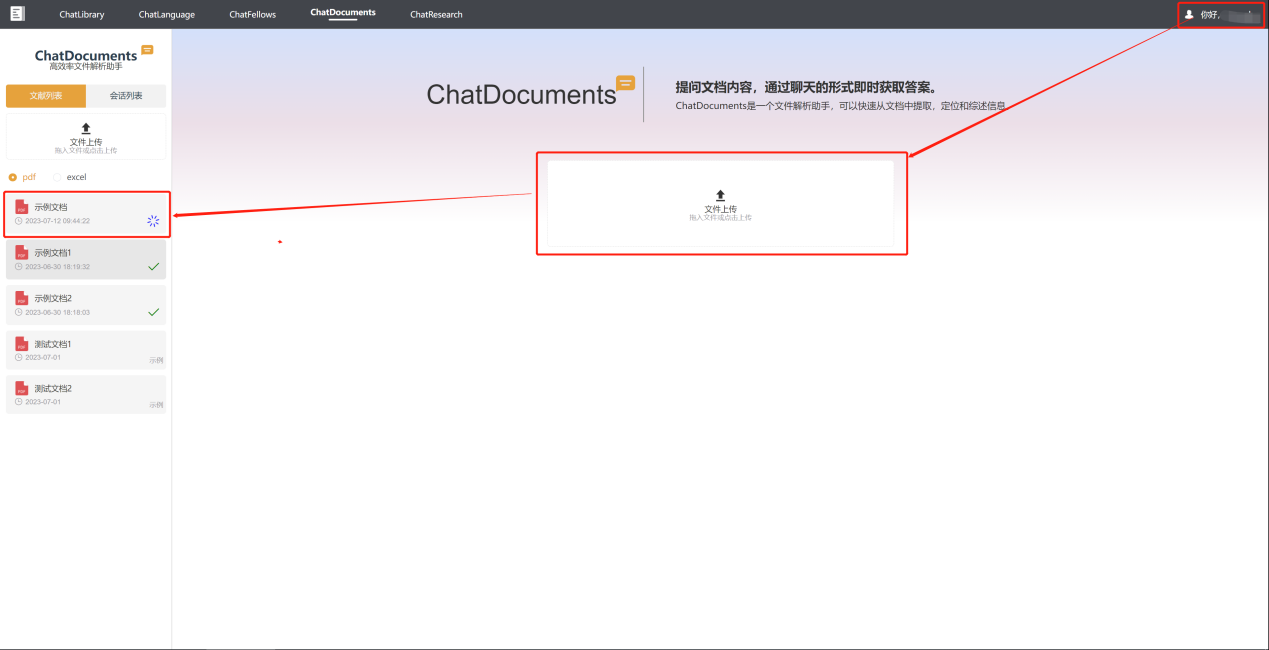 ChatLibrary
ChatLanguage
ChatFellows
ChatDocuments
ChatResearch
你好,
ChatDocuments
高效率文件解析助手
文献列表
会话列表
文件上传
拖入文件或点击上传
pdf
excel
PDF
示例文档
2023-07-12 09:44:22
PDF
示例文档1
2023-06-30 18:19:32
PDF
示例文档2
2023-06-30 18:18:03
PDF
测试文档1
2023-07-01
示例
PDF
测试文档2
2023-07-01
示例
ChatDocuments
提问文档内容，通过聊天的形式即时获取答案。
ChatDocuments是一个文件解析助手，可以快速从文档中提取，定位和综述信息
文件上传
拖入文件或点击上传